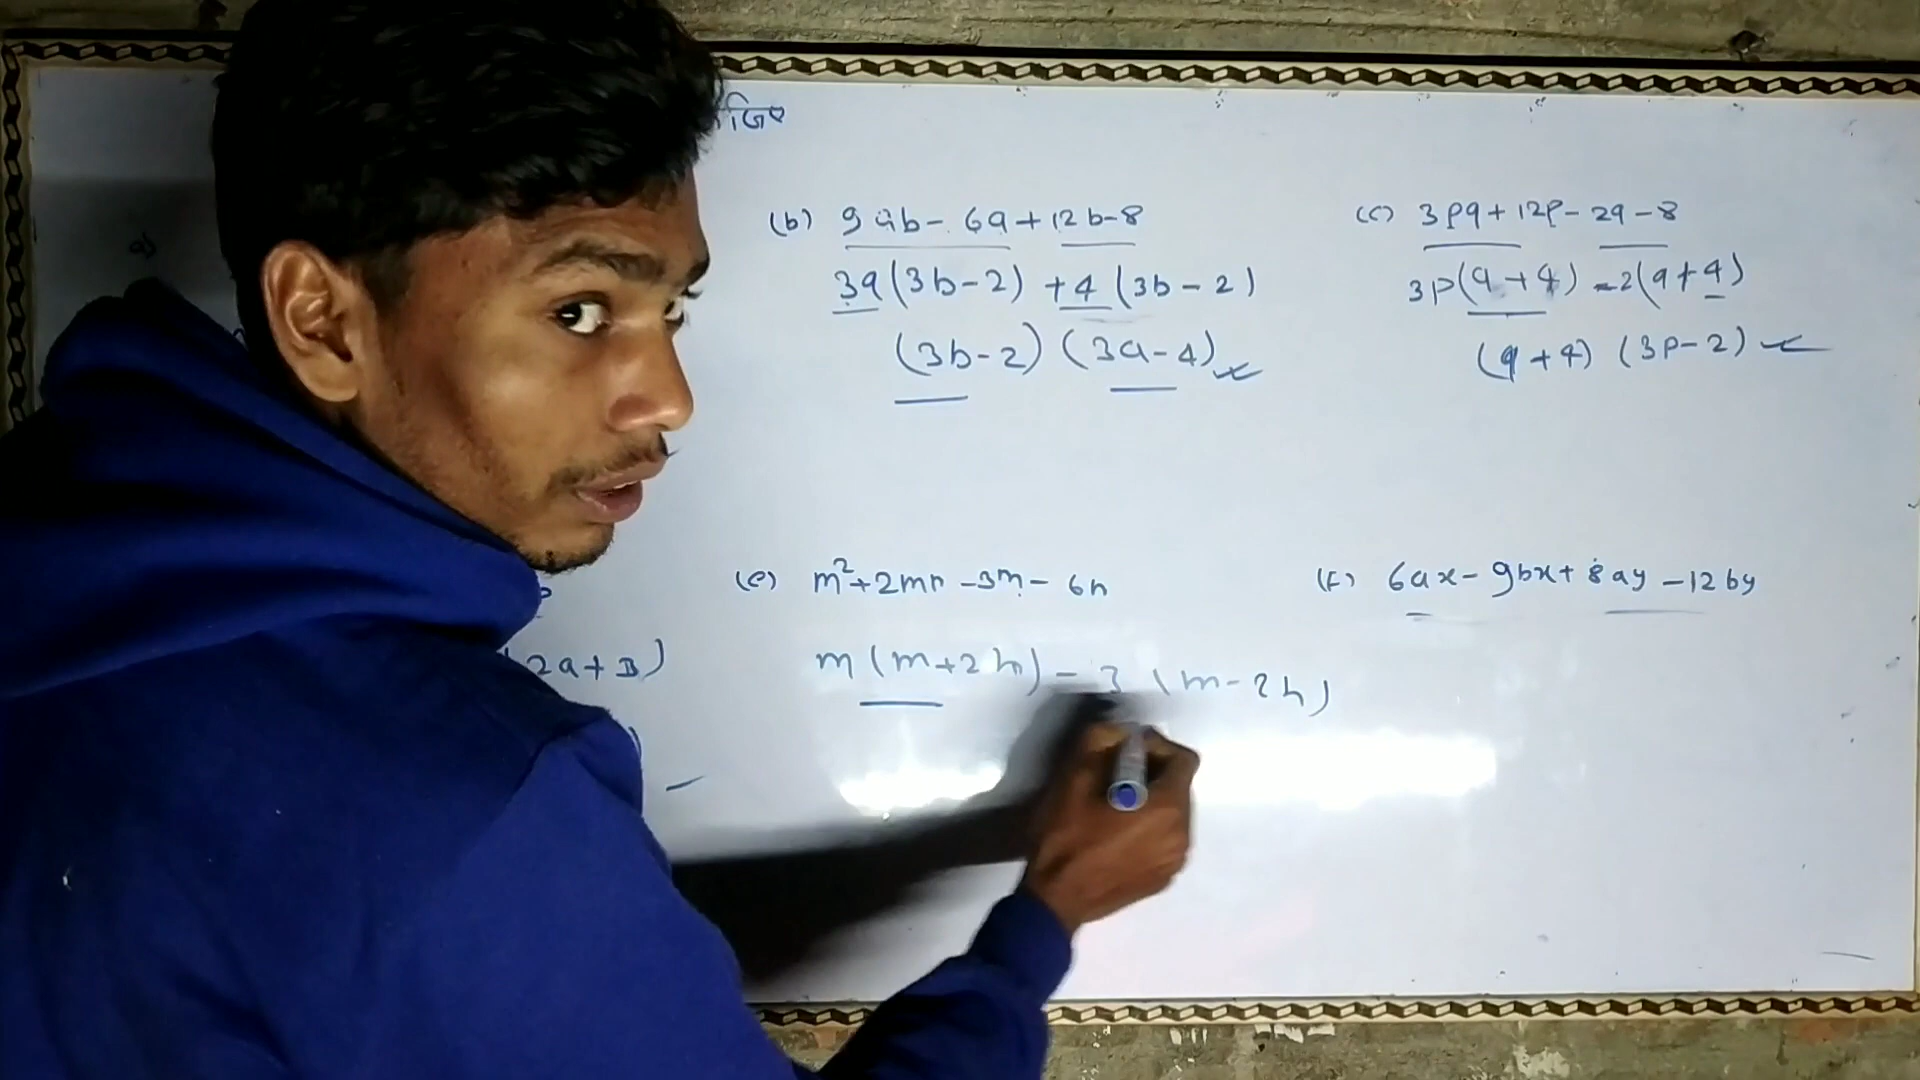 (b) 9ab - 6a + 12b - 8
3a(3b - 2) + 4(3b - 2)
(3b - 2) (3a - 4)
(c) 3pq + 12p - 2q - 8
3p(q + 4) - 2(q + 4)
(q + 4) (3p - 2)
a)
2a + 3)
(e) m² + 2mn - 3m - 6n
m(m + 2n) - 3(m - 2n)
(f) 6ax - 9bx + 8ay - 12by